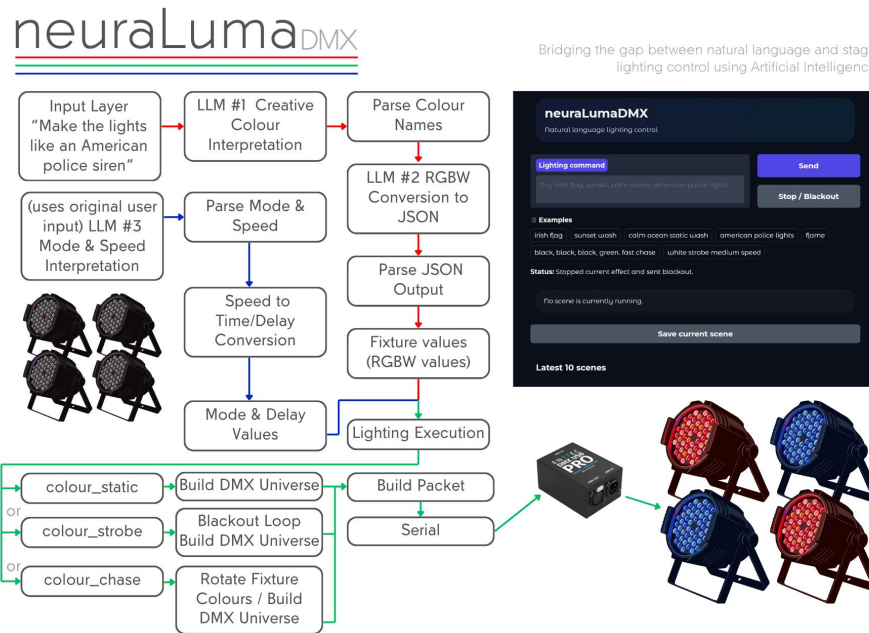 neuraLumaDMX
Bridging the gap between natural language and stag
lighting control using Artificial Intelligenc
Input Layer
“Make the lights
like an American
police siren”
LLM #1 Creative
Colour
Interpretation
Parse Colour
Names
LLM #2 RGBW
Conversion to
JSON
(uses original user
input) LLM #3
Mode & Speed
Interpretation
Parse Mode &
Speed
Parse JSON
Output
Speed to
Time/Delay
Conversion
Fixture values
(RGBW values)
Mode & Delay
Values
Lighting Execution
neuraLumaDMX
Natural language lighting control
Lighting command
Try: irish flag, sunset, calm ocean, american police lights...
Send
Stop / Blackout
Examples
irish flag
sunset wash
calm ocean static wash
american police lights
flame
black, black, black, green. fast chase
white strobe medium speed
Status: Stopped current effect and sent blackout.
No scene is currently running.
Save current scene
Latest 10 scenes
colour_static
Build DMX Universe
Build Packet
or
colour_strobe
Blackout Loop
Build DMX Universe
Serial
or
colour_chase
Rotate Fixture
Colours / Build
DMX Universe
DMX USB
PRO